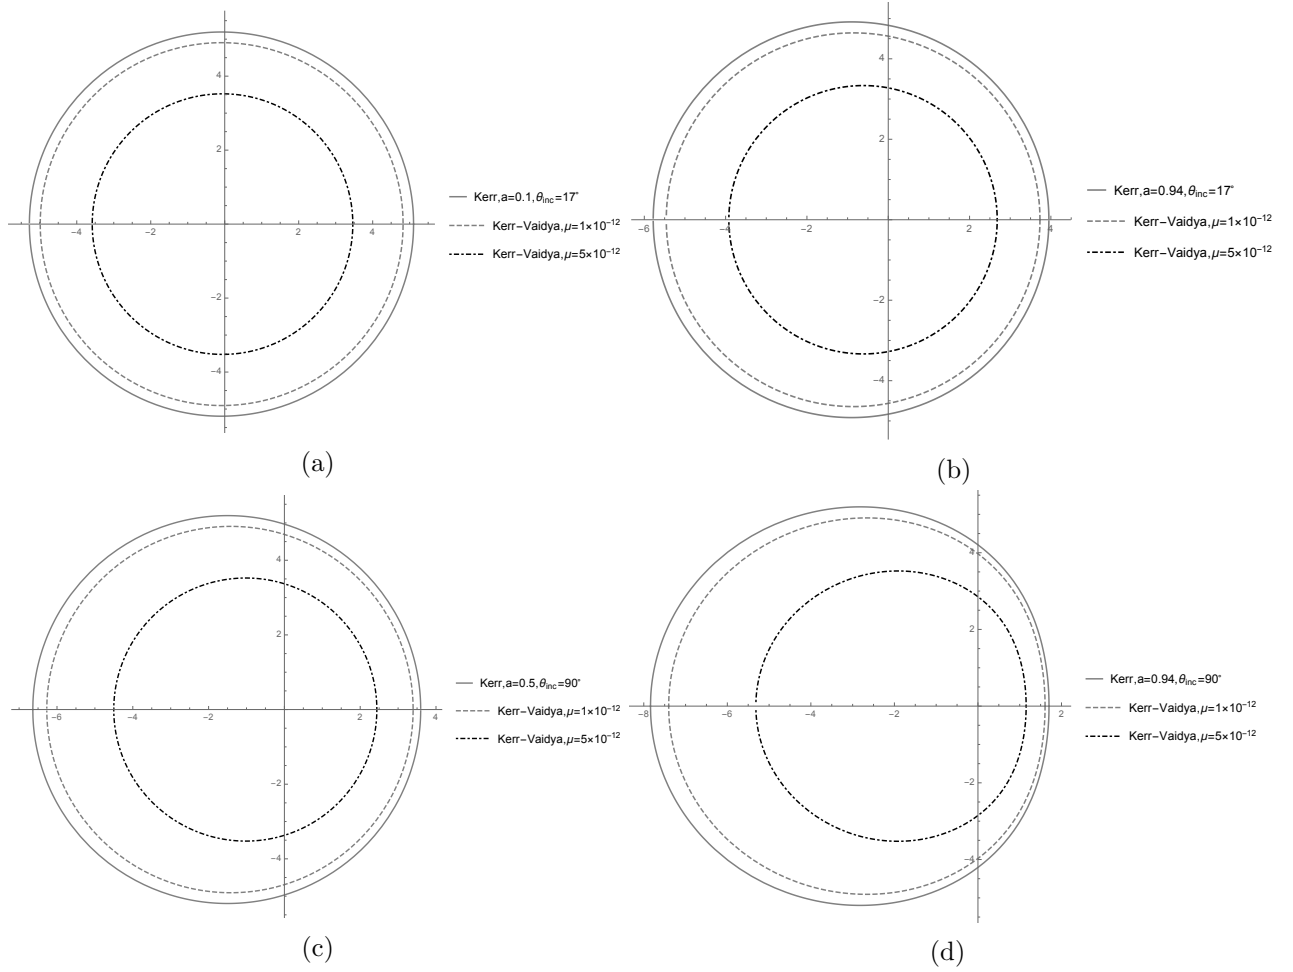 4
2
−4
−2
2
4
−2
−4
Kerr,a=0.1,θinc=17°
Kerr−Vaidya,μ=1×10−12
Kerr−Vaidya,μ=5×10−12
(a)
4
2
−6
−4
−2
2
4
−2
−4
Kerr,a=0.94,θinc=17°
Kerr−Vaidya,μ=1×10−12
Kerr−Vaidya,μ=5×10−12
(b)
4
2
−6
−4
−2
2
4
−2
−4
Kerr,a=0.5,θinc=90°
Kerr−Vaidya,μ=1×10−12
Kerr−Vaidya,μ=5×10−12
(c)
4
2
−8
−6
−4
−2
2
−2
−4
Kerr,a=0.94,θinc=90°
Kerr−Vaidya,μ=1×10−12
Kerr−Vaidya,μ=5×10−12
(d)